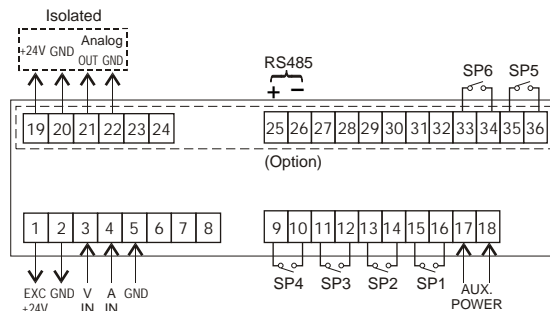 Isolated
+24V GND Analog OUT GND
RS485
+ −
SP6 SP5
19 20 21 22 23 24
25 26 27 28 29 30 31 32 33 34 35 36
(Option)
1 2 3 4 5 6 7 8
9 10 11 12 13 14 15 16 17 18
EXC +24V GND V IN A IN GND
SP4 SP3 SP2 SP1 AUX. POWER